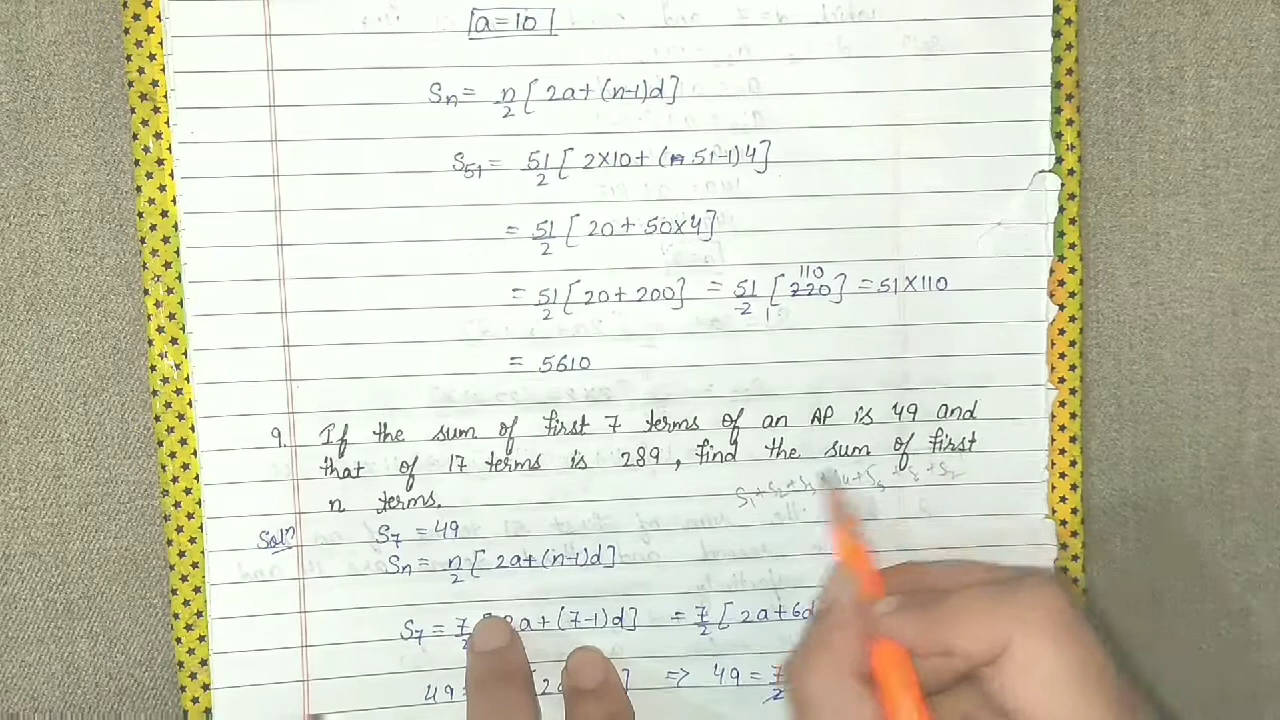 a=10
Sn= n/2 [ 2a+(n-1)d]
S51= 51/2 [ 2×10+ (51-1)4]
= 51/2 [ 20+ 50×4]
= 51/2 [20+ 200] = 51/2 [220] 110 1 = 51×110
= 5610
9. If the sum of first 7 terms of an AP is 49 and
that of 17 terms is 289, find the sum of first
n terms.
Solⁿ S7 = 49
Sn= n/2 [ 2a+(n-1)d]
S7= 7/2 2a+(7-1)d] = 7/2 [ 2a+6d
49= ] => 49= 7/2